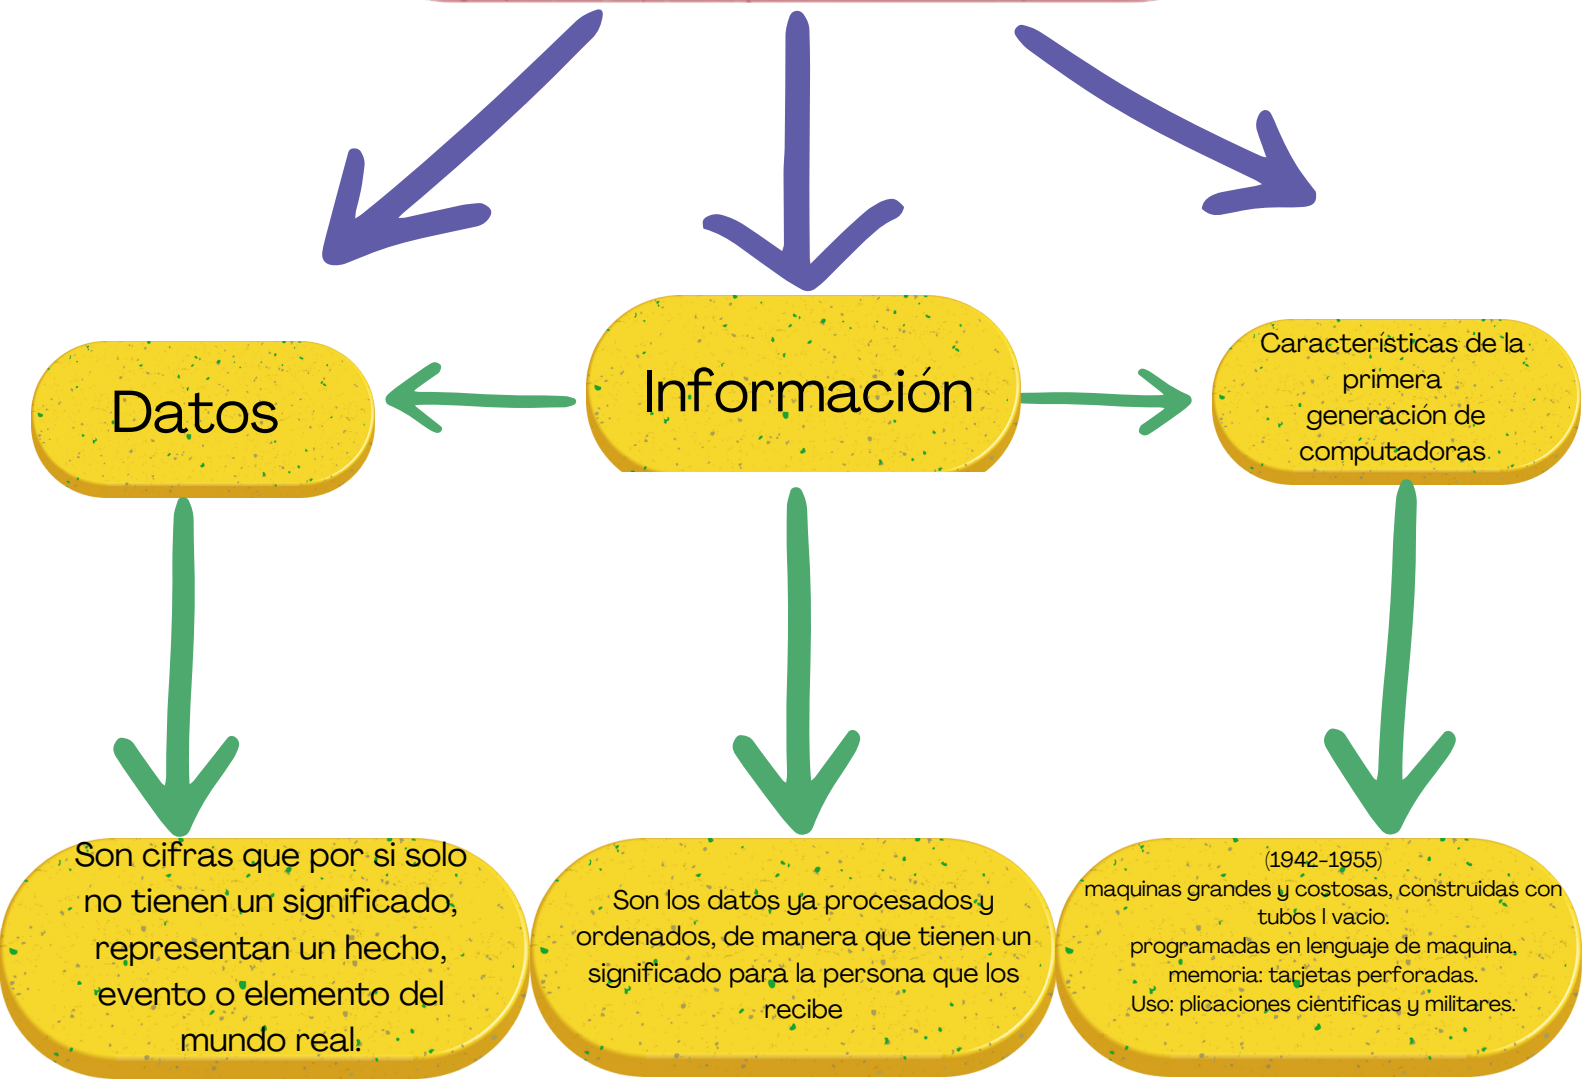 Datos
Información
Características de la
primera
generación de
computadoras
Son cifras que por si solo
no tienen un significado,
representan un hecho,
evento o elemento del
mundo real.
Son los datos ya procesados y
ordenados, de manera que tienen un
significado para la persona que los
recibe
(1942-1955)
maquinas grandes y costosas, construidas con
tubos l vacio.
programadas en lenguaje de maquina.
memoria: tarjetas perforadas.
Uso: plicaciones cientificas y militares.